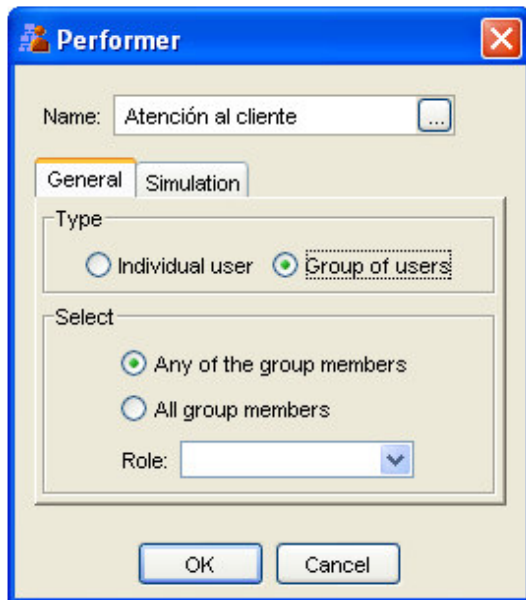 Performer
Name: Atención al cliente ...
General Simulation
Type
Individual user Group of users
Select
Any of the group members
All group members
Role:
OK Cancel